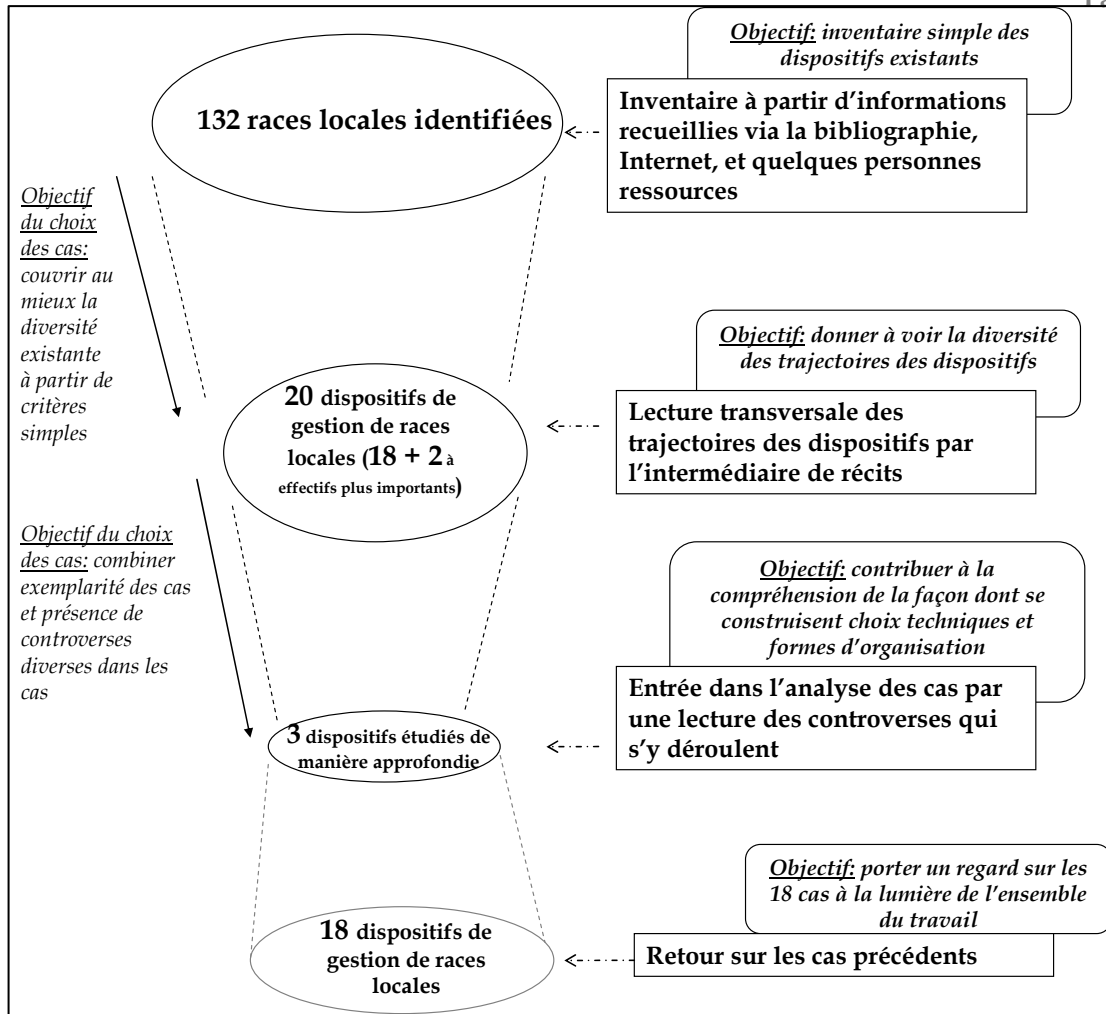 Objectif: inventaire simple des
dispositifs existants
132 races locales identifiées
Inventaire à partir d'informations
recueillies via la bibliographie,
Internet, et quelques personnes
ressources
Objectif
du choix
des cas:
couvrir au
mieux la
diversité
existante
à partir de
critères
simples
Objectif: donner à voir la diversité
des trajectoires des dispositifs
20 dispositifs de
gestion de races
locales (18 + 2 à
effectifs plus importants)
Lecture transversale des
trajectoires des dispositifs par
l'intermédiaire de récits
Objectif du choix
des cas: combiner
exemplarité des cas
et présence de
controverses
diverses dans les
cas
Objectif: contribuer à la
compréhension de la façon dont se
construisent choix techniques et
formes d'organisation
Entrée dans l'analyse des cas par
une lecture des controverses qui
s'y déroulent
3 dispositifs étudiés de
manière approfondie
Objectif: porter un regard sur les
18 cas à la lumière de l'ensemble
du travail
18 dispositifs de
gestion de races
locales
Retour sur les cas précédents